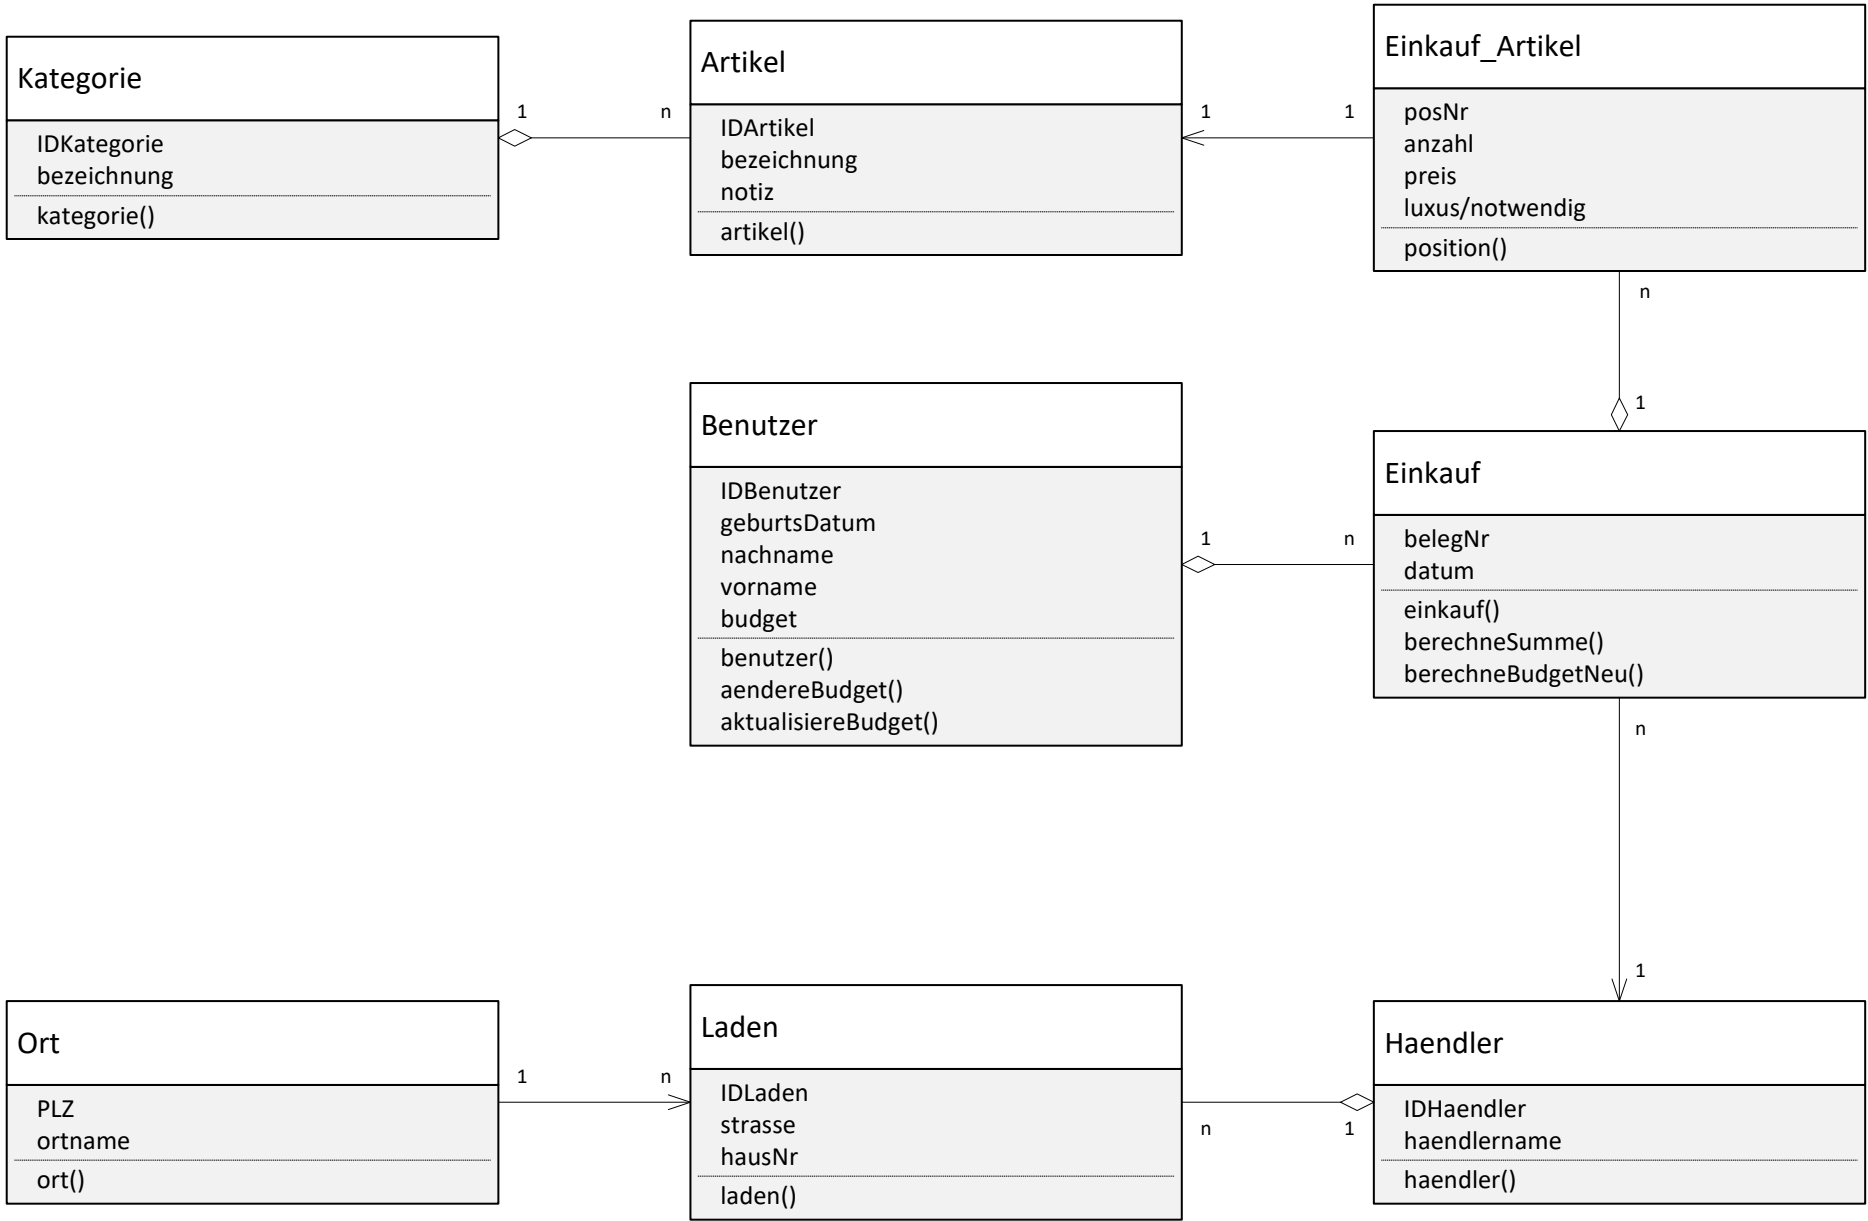 Kategorie
IDKategorie
bezeichnung
kategorie()
1
n
Artikel
IDArtikel
bezeichnung
notiz
artikel()
1
1
Einkauf_Artikel
posNr
anzahl
preis
luxus/notwendig
position()
n
1
Benutzer
IDBenutzer
geburtsDatum
nachname
vorname
budget
benutzer()
aendereBudget()
aktualisiereBudget()
1
n
Einkauf
belegNr
datum
einkauf()
berechneSumme()
berechneBudgetNeu()
n
1
Ort
PLZ
ortname
ort()
1
n
Laden
IDLaden
strasse
hausNr
laden()
n
1
Haendler
IDHaendler
haendlername
haendler()